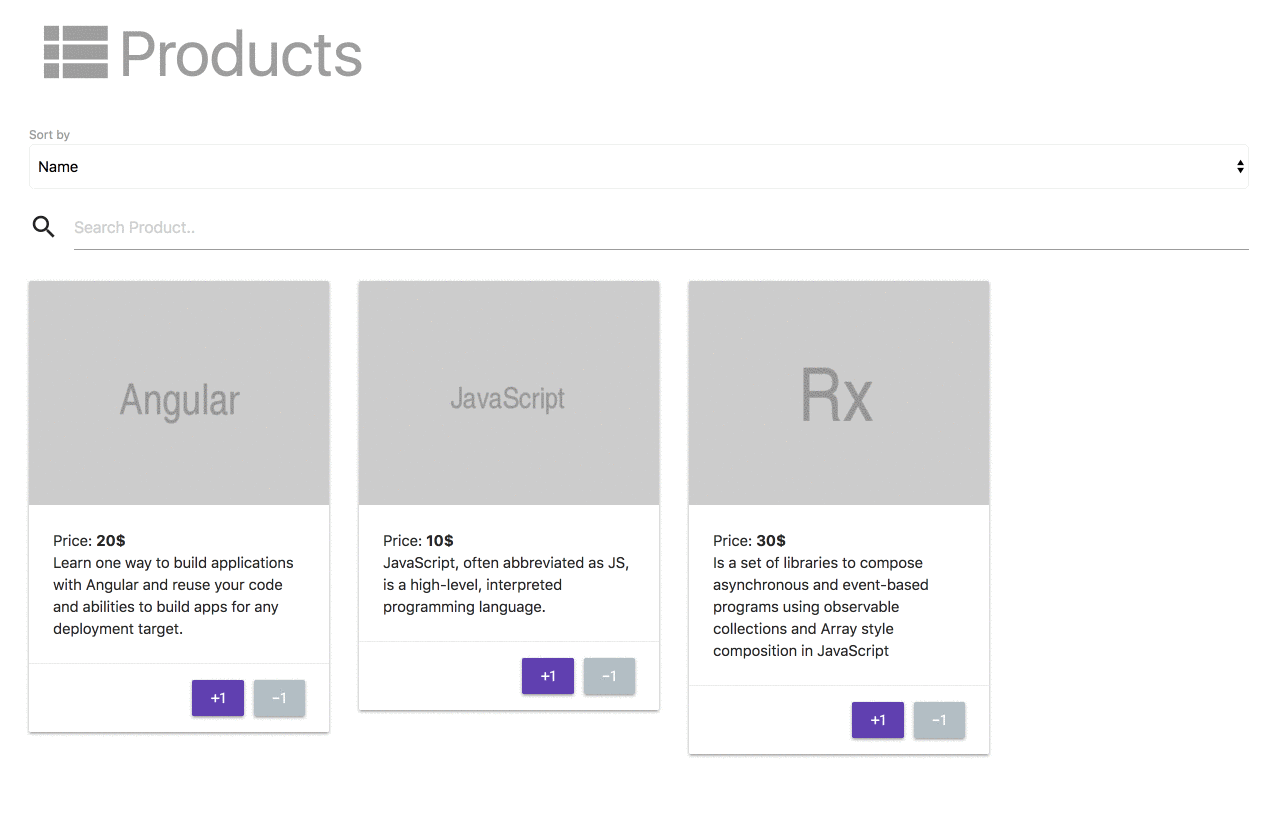 Products
Sort by
Name
Search Product..
Angular
Price: 20$
Learn one way to build applications
with Angular and reuse your code
and abilities to build apps for any
deployment target.
+1 −1
JavaScript
Price: 10$
JavaScript, often abbreviated as JS,
is a high-level, interpreted
programming language.
+1 −1
Rx
Price: 30$
Is a set of libraries to compose
asynchronous and event-based
programs using observable
collections and Array style
composition in JavaScript
+1 −1